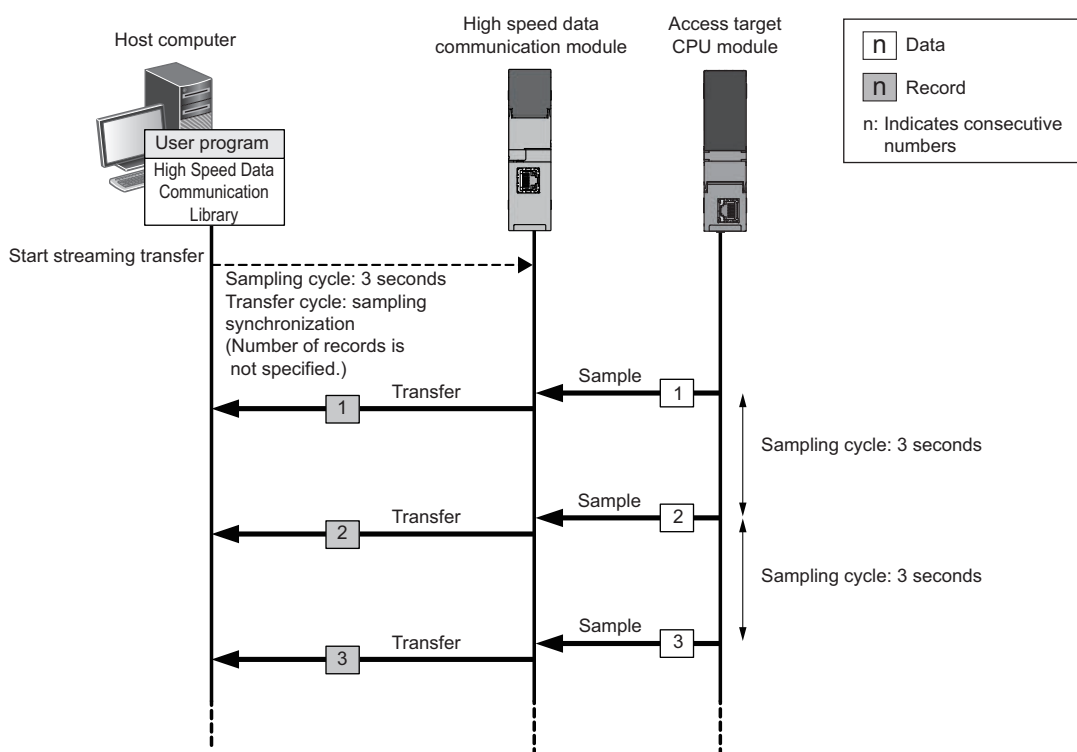 Host computer
High speed data
communication module
Access target
CPU module
n Data
n Record
n: Indicates consecutive
numbers
User program
High Speed Data
Communication
Library
Start streaming transfer
Sampling cycle: 3 seconds
Transfer cycle: sampling
synchronization
(Number of records is
not specified.)
Sample
1
Transfer
1
Sampling cycle: 3 seconds
Sample
2
Transfer
2
Sampling cycle: 3 seconds
Sample
3
Transfer
3